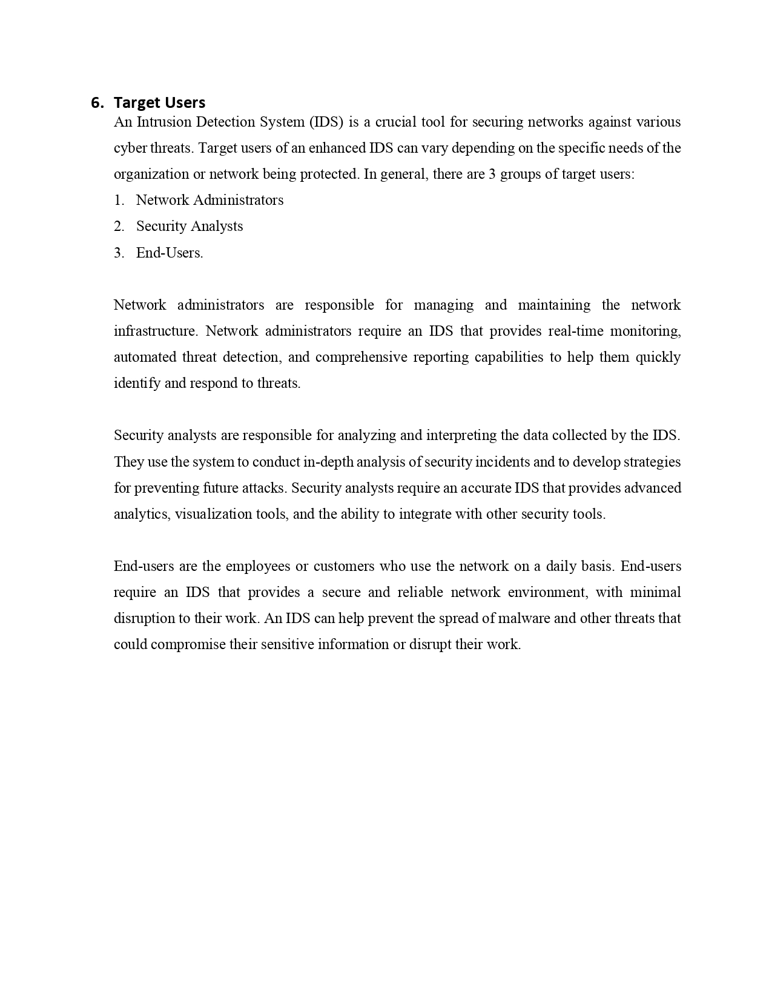 6. Target Users
An Intrusion Detection System (IDS) is a crucial tool for securing networks against various
cyber threats. Target users of an enhanced IDS can vary depending on the specific needs of the
organization or network being protected. In general, there are 3 groups of target users:
1. Network Administrators
2. Security Analysts
3. End-Users.
Network administrators are responsible for managing and maintaining the network
infrastructure. Network administrators require an IDS that provides real-time monitoring,
automated threat detection, and comprehensive reporting capabilities to help them quickly
identify and respond to threats.
Security analysts are responsible for analyzing and interpreting the data collected by the IDS.
They use the system to conduct in-depth analysis of security incidents and to develop strategies
for preventing future attacks. Security analysts require an accurate IDS that provides advanced
analytics, visualization tools, and the ability to integrate with other security tools.
End-users are the employees or customers who use the network on a daily basis. End-users
require an IDS that provides a secure and reliable network environment, with minimal
disruption to their work. An IDS can help prevent the spread of malware and other threats that
could compromise their sensitive information or disrupt their work.